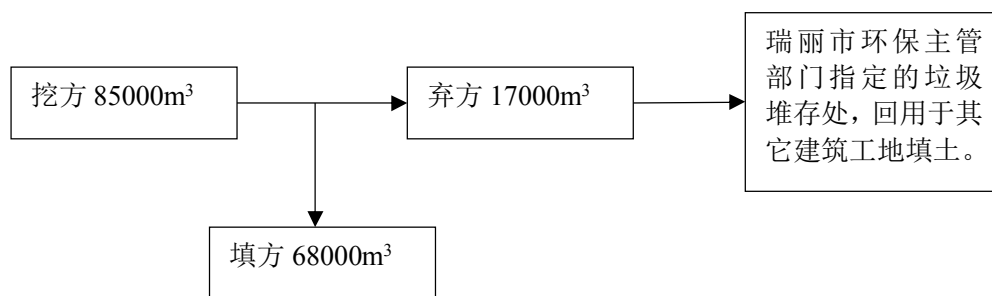 挖方 85000m³
弃方 17000m³
瑞丽市环保主管
部门指定的垃圾
堆存处，回用于其
它建筑工地填土。
填方 68000m³